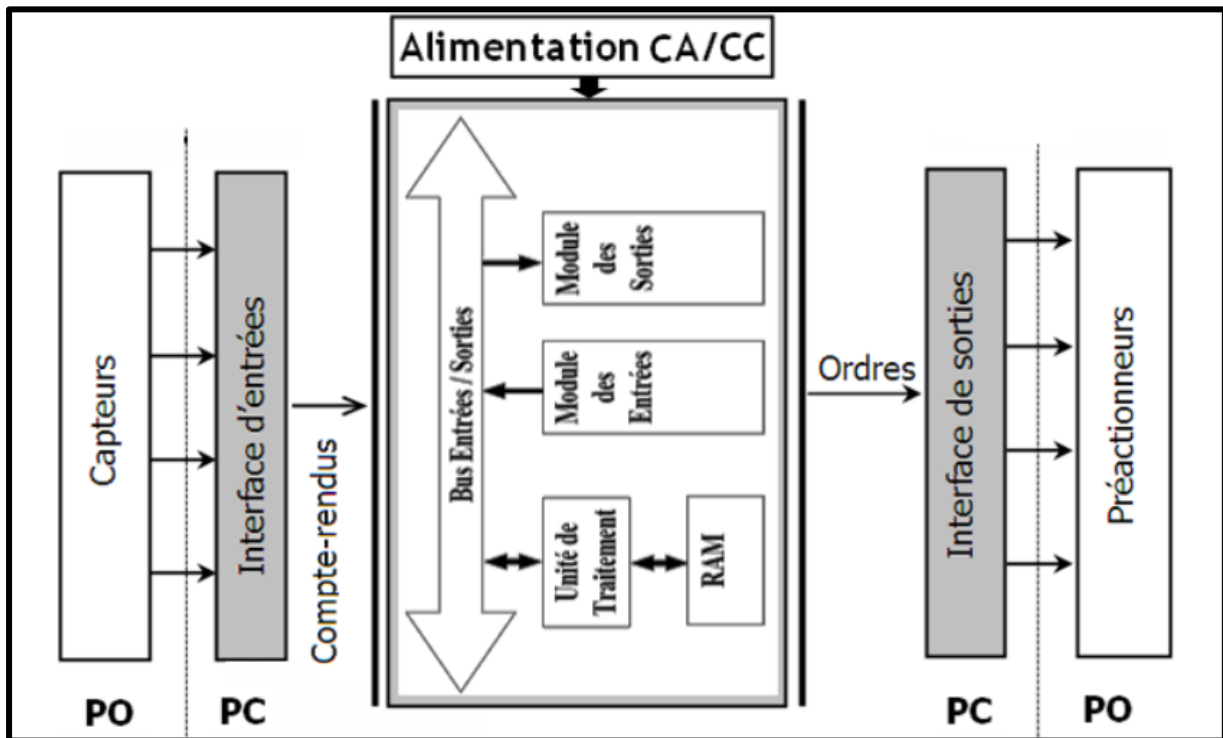 Alimentation CA/CC
Capteurs
Interface d'entrées
Compte-rendus
Bus Entrées / Sorties
Module
des
Sorties
Module
des
Entrées
Unité de
Traitement
RAM
Ordres
Interface de sorties
Préactionneurs
PO
PC
PC
PO